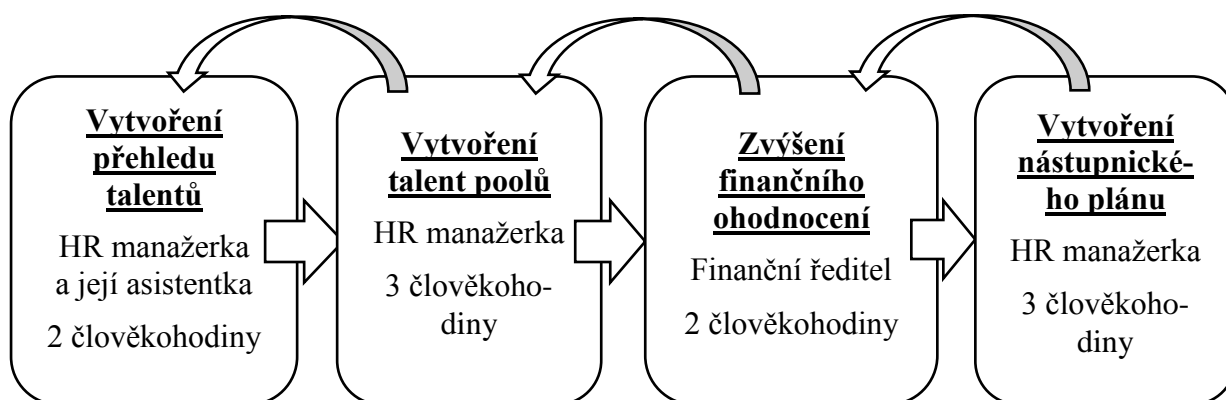 Vytvoření
přehledu
talentů
HR manažerka
a její asistentka
2 člověkohodiny
Vytvoření
talent poolů
HR manažerka
3 člověkoho-
diny
Zvýšení
finančního
ohodnocení
Finanční ředitel
2 člověkohodiny
Vytvoření
nástupnické-
ho plánu
HR manažerka
3 člověkoho-
diny